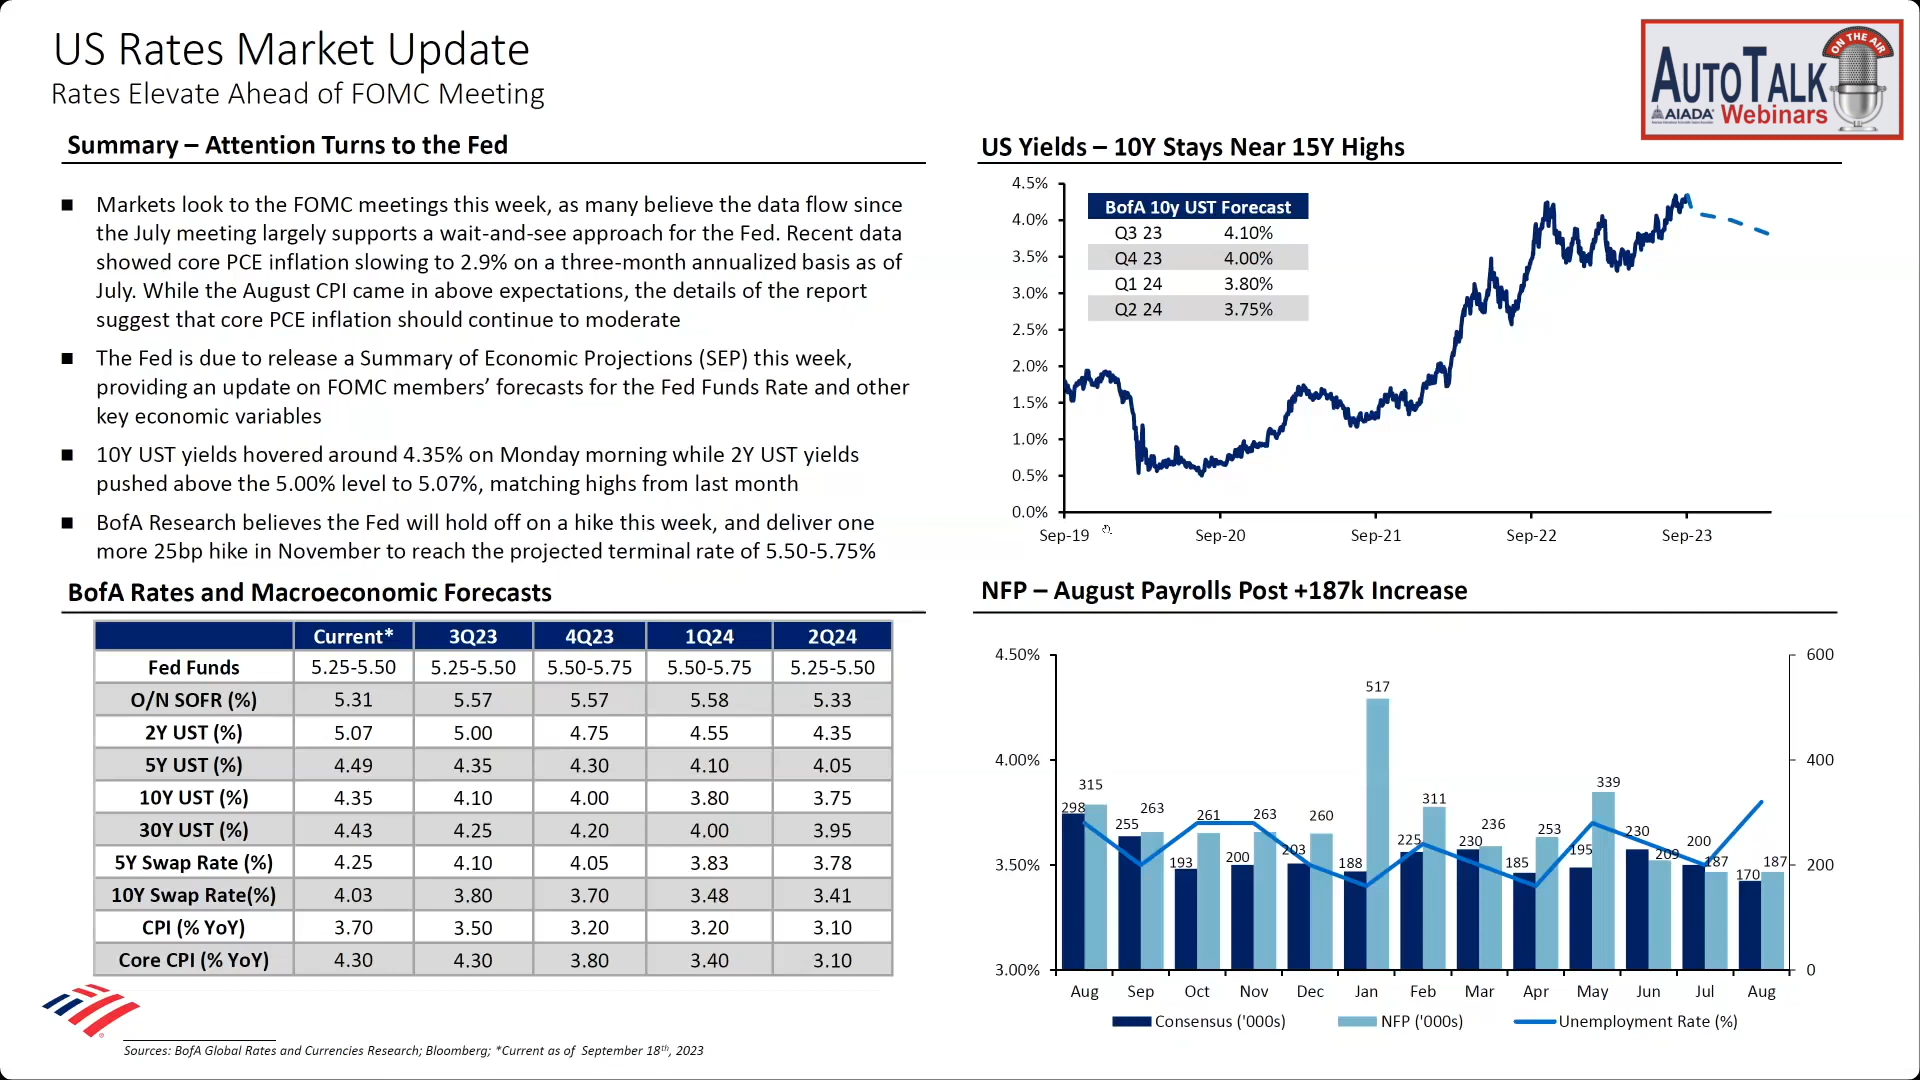 US Rates Market Update
Rates Elevate Ahead of FOMC Meeting
ON THE AIR
AUTOTALK
AIADA Webinars
Summary – Attention Turns to the Fed
■ Markets look to the FOMC meetings this week, as many believe the data flow since
the July meeting largely supports a wait-and-see approach for the Fed. Recent data
showed core PCE inflation slowing to 2.9% on a three-month annualized basis as of
July. While the August CPI came in above expectations, the details of the report
suggest that core PCE inflation should continue to moderate
■ The Fed is due to release a Summary of Economic Projections (SEP) this week,
providing an update on FOMC members’ forecasts for the Fed Funds Rate and other
key economic variables
■ 10Y UST yields hovered around 4.35% on Monday morning while 2Y UST yields
pushed above the 5.00% level to 5.07%, matching highs from last month
■ BofA Research believes the Fed will hold off on a hike this week, and deliver one
more 25bp hike in November to reach the projected terminal rate of 5.50-5.75%
US Yields – 10Y Stays Near 15Y Highs
4.5%
4.0%
3.5%
3.0%
2.5%
2.0%
1.5%
1.0%
0.5%
0.0%
BofA 10y UST Forecast
Q3 23 4.10%
Q4 23 4.00%
Q1 24 3.80%
Q2 24 3.75%
Sep-19 Sep-20 Sep-21 Sep-22 Sep-23
BofA Rates and Macroeconomic Forecasts
Current* 3Q23 4Q23 1Q24 2Q24
Fed Funds 5.25-5.50 5.25-5.50 5.50-5.75 5.50-5.75 5.25-5.50
O/N SOFR (%) 5.31 5.57 5.57 5.58 5.33
2Y UST (%) 5.07 5.00 4.75 4.55 4.35
5Y UST (%) 4.49 4.35 4.30 4.10 4.05
10Y UST (%) 4.35 4.10 4.00 3.80 3.75
30Y UST (%) 4.43 4.25 4.20 4.00 3.95
5Y Swap Rate (%) 4.25 4.10 4.05 3.83 3.78
10Y Swap Rate(%) 4.03 3.80 3.70 3.48 3.41
CPI (% YoY) 3.70 3.50 3.20 3.20 3.10
Core CPI (% YoY) 4.30 4.30 3.80 3.40 3.10
NFP – August Payrolls Post +187k Increase
4.50%
4.00%
3.50%
3.00%
600
400
200
0
298 315 255 263 193 261 200 263 203 260 188 517 225 311 230 236 185 253 195 339 230 209 200 187 170 187
Aug Sep Oct Nov Dec Jan Feb Mar Apr May Jun Jul Aug
Consensus ('000s) NFP ('000s) Unemployment Rate (%)
Sources: BofA Global Rates and Currencies Research; Bloomberg; *Current as of September 18th, 2023